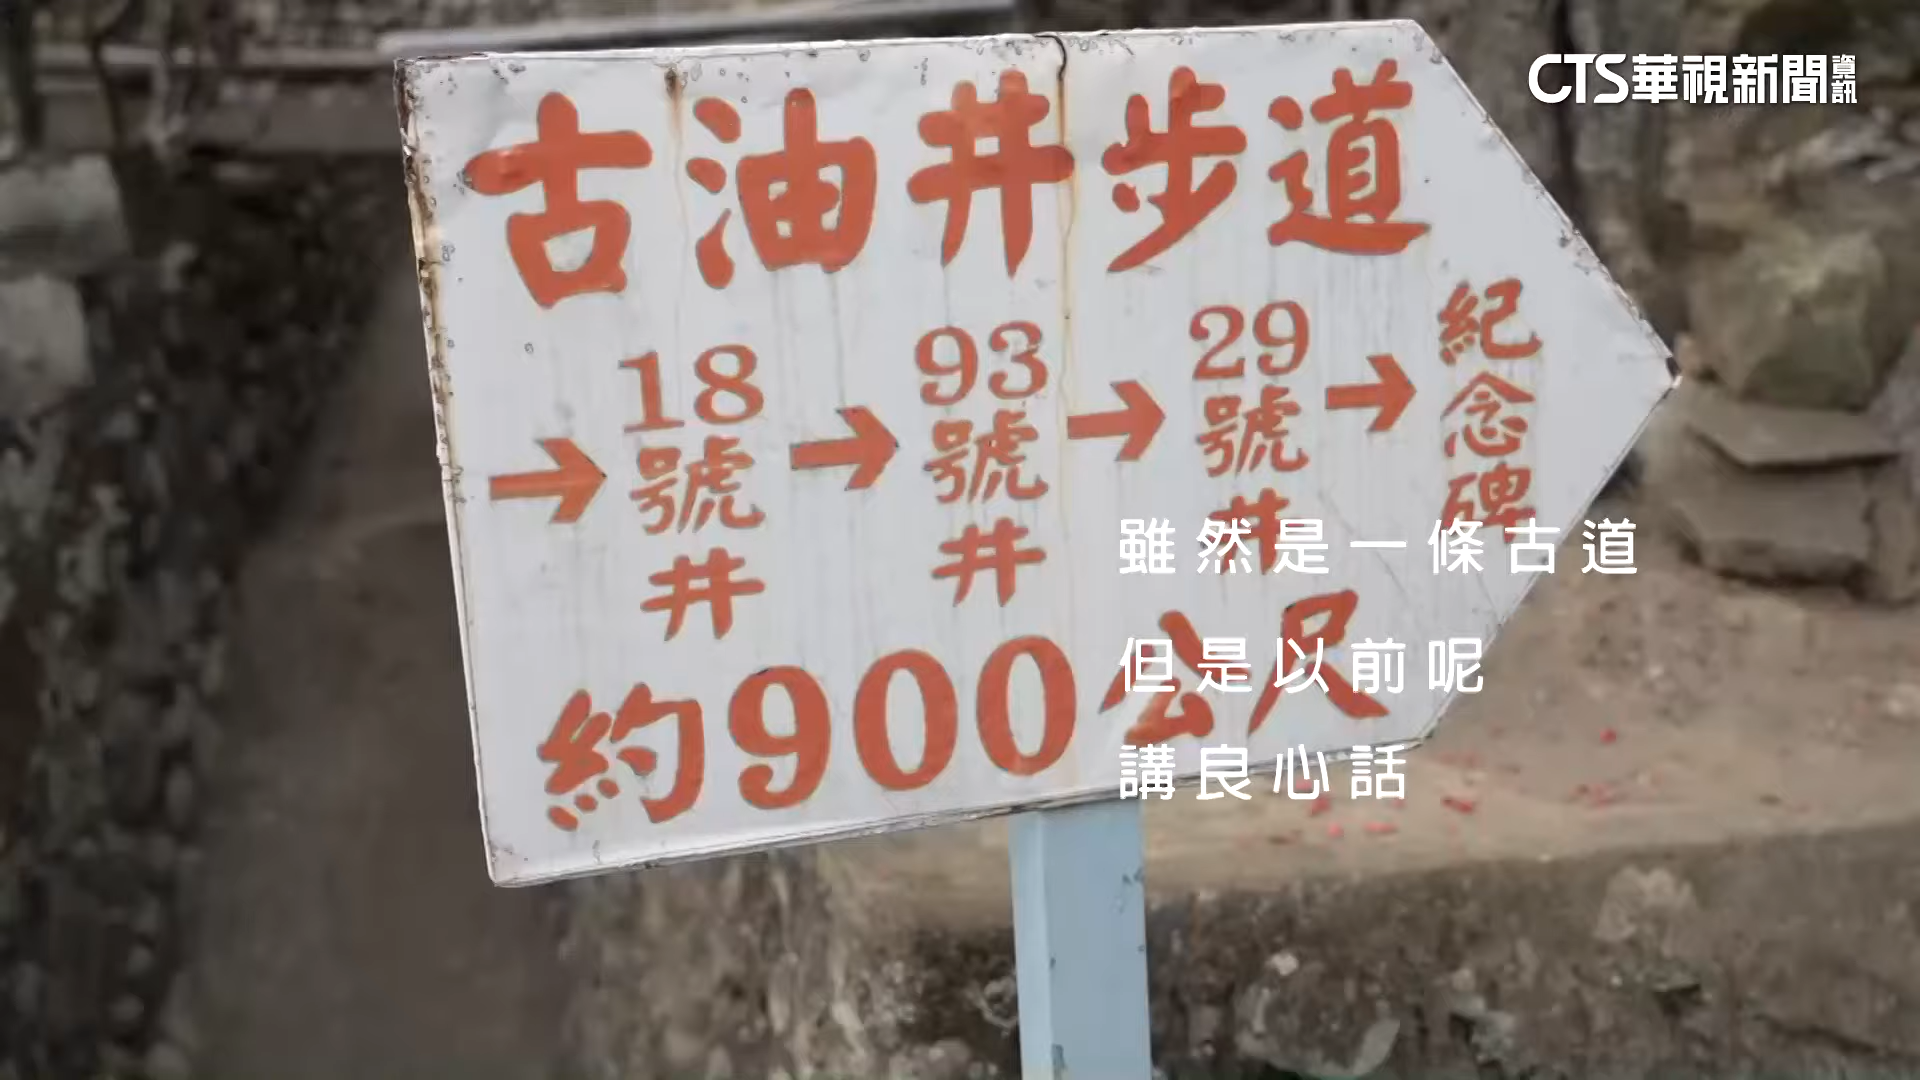 CTS華視新聞資訊
古油井步道
→18號井→93號井→29號井→紀念碑
約900公尺
雖然是一條古道
但是以前呢
講良心話